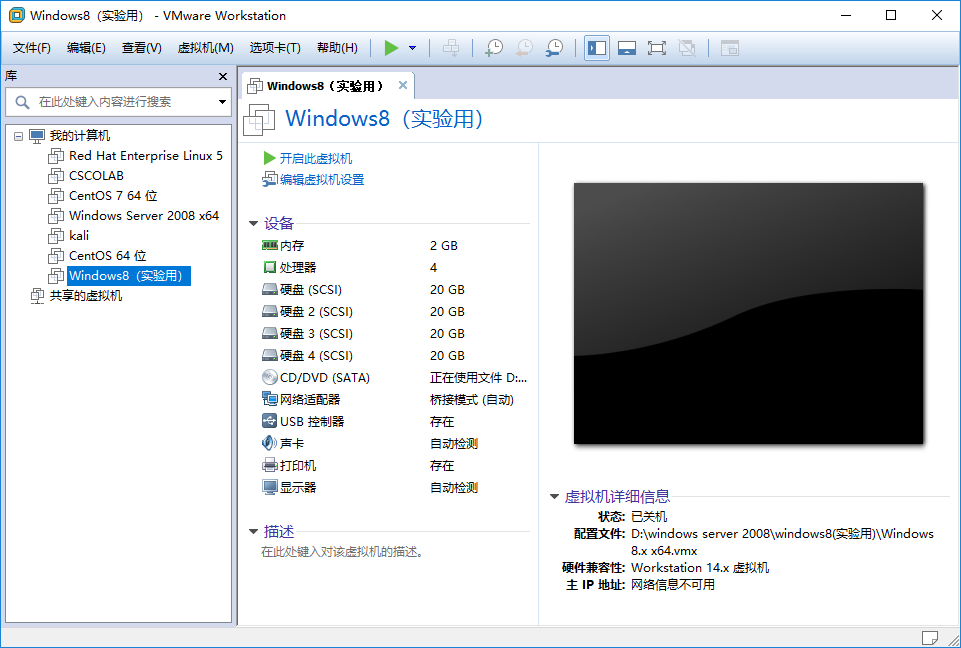 Windows8（实验用） - VMware Workstation
文件(F) 编辑(E) 查看(V) 虚拟机(M) 选项卡(T) 帮助(H)
库
在此处键入内容进行搜索
我的计算机
Red Hat Enterprise Linux 5
CSCOLAB
CentOS 7 64 位
Windows Server 2008 x64
kali
CentOS 64 位
Windows8（实验用）
共享的虚拟机
Windows8（实验用）
Windows8（实验用）
开启此虚拟机
编辑虚拟机设置
设备
内存 2 GB
处理器 4
硬盘 (SCSI) 20 GB
硬盘 2 (SCSI) 20 GB
硬盘 3 (SCSI) 20 GB
硬盘 4 (SCSI) 20 GB
CD/DVD (SATA) 正在使用文件 D:...
网络适配器 桥接模式 (自动)
USB 控制器 存在
声卡 自动检测
打印机 存在
显示器 自动检测
描述
在此处键入对该虚拟机的描述。
虚拟机详细信息
状态: 已关机
配置文件: D:\windows server 2008\windows8(实验用)\Windows
8.x x64.vmx
硬件兼容性: Workstation 14.x 虚拟机
主 IP 地址: 网络信息不可用